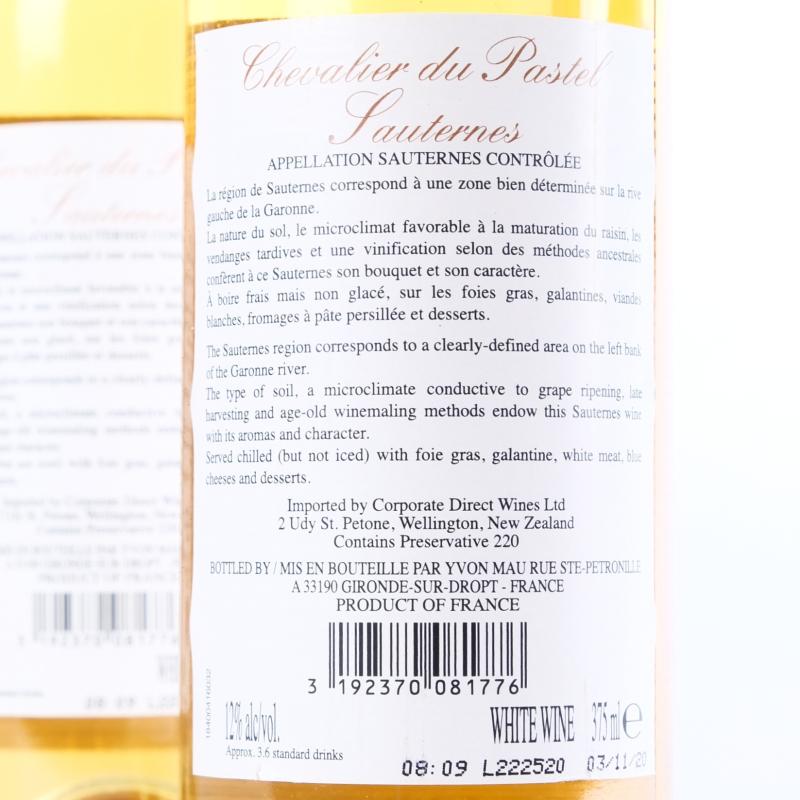 Chevalier du Pastel
Sauternes
APPELLATION SAUTERNES CONTRÔLÉE
La région de Sauternes correspond à une zone bien déterminée sur la rive
gauche de la Garonne.
La nature du sol, le microclimat favorable à la maturation du raisin, les
vendanges tardives et une vinification selon des méthodes ancestrales
confèrent à ce Sauternes son bouquet et son caractère.
À boire frais mais non glacé, sur les foies gras, galantines, viandes
blanches, fromages à pâte persillée et desserts.
The Sauternes region corresponds to a clearly-defined area on the left bank
of the Garonne river.
The type of soil, a microclimate conductive to grape ripening, late
harvesting and age-old winemaling methods endow this Sauternes wine
with its aromas and character.
Served chilled (but not iced) with foie gras, galantine, white meat, blue
cheeses and desserts.
Imported by Corporate Direct Wines Ltd
2 Udy St. Petone, Wellington, New Zealand
Contains Preservative 220
BOTTLED BY / MIS EN BOUTEILLE PAR YVON MAU RUE STE-PETRONILLE
A 33190 GIRONDE-SUR-DROPT - FRANCE
PRODUCT OF FRANCE
3 192370 081776
12% alc/vol.
Approx. 3.6 standard drinks
WHITE WINE 375 ml e
08:09 L222520 03/11/20